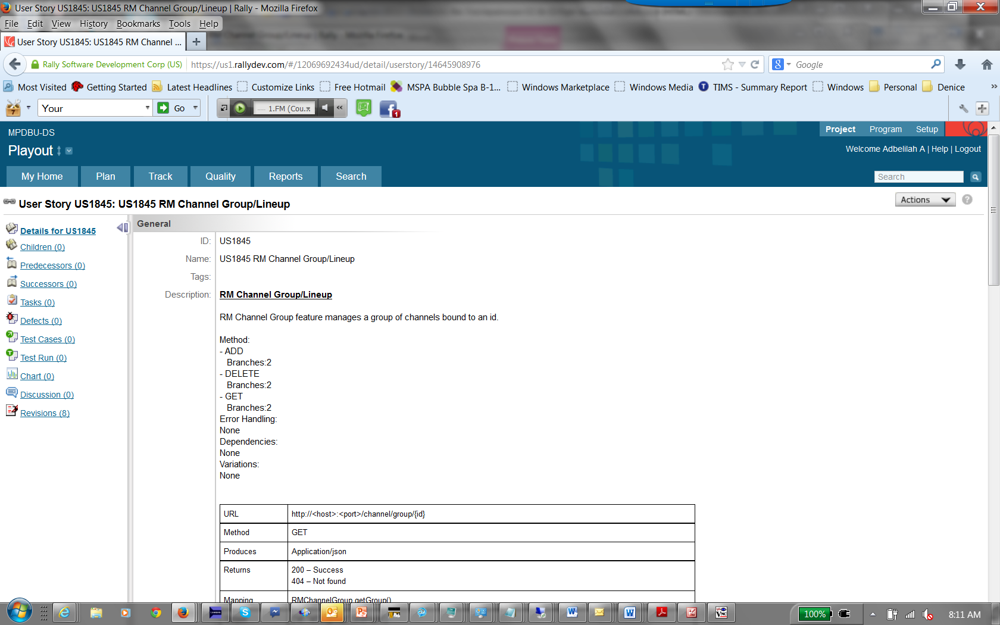 User Story US1845: US1845 RM Channel Group/Lineup | Rally - Mozilla Firefox
File Edit View History Bookmarks Tools Help
User Story US1845: US1845 RM Channel ...
Rally Software Development Corp (US) https://us1.rallydev.com/#/12069692434ud/detail/userstory/14645908976 Google
Most Visited Getting Started Latest Headlines Customize Links Free Hotmail MSPA Bubble Spa B-1... Windows Marketplace Windows Media TIMS - Summary Report Windows Personal Denice
Your Go 1.FM (Cou.. 1
MPDBU-DS Project Program Setup
Playout Welcome Adbelilah A | Help | Logout
My Home Plan Track Quality Reports Search Search
User Story US1845: US1845 RM Channel Group/Lineup Actions
Details for US1845
Children (0)
Predecessors (0)
Successors (0)
Tasks (0)
Defects (0)
Test Cases (0)
Test Run (0)
Chart (0)
Discussion (0)
Revisions (8)
General
ID: US1845
Name: US1845 RM Channel Group/Lineup
Tags:
Description: RM Channel Group/Lineup
RM Channel Group feature manages a group of channels bound to an id.
Method:
- ADD
Branches:2
- DELETE
Branches:2
- GET
Branches:2
Error Handling:
None
Dependencies:
None
Variations:
None
URL http://<host>:<port>/channel/group/{id}
Method GET
Produces Application/json
Returns 200 – Success
404 – Not found
Mapping RMChannelGroup.getGroup()
100% 8:11 AM